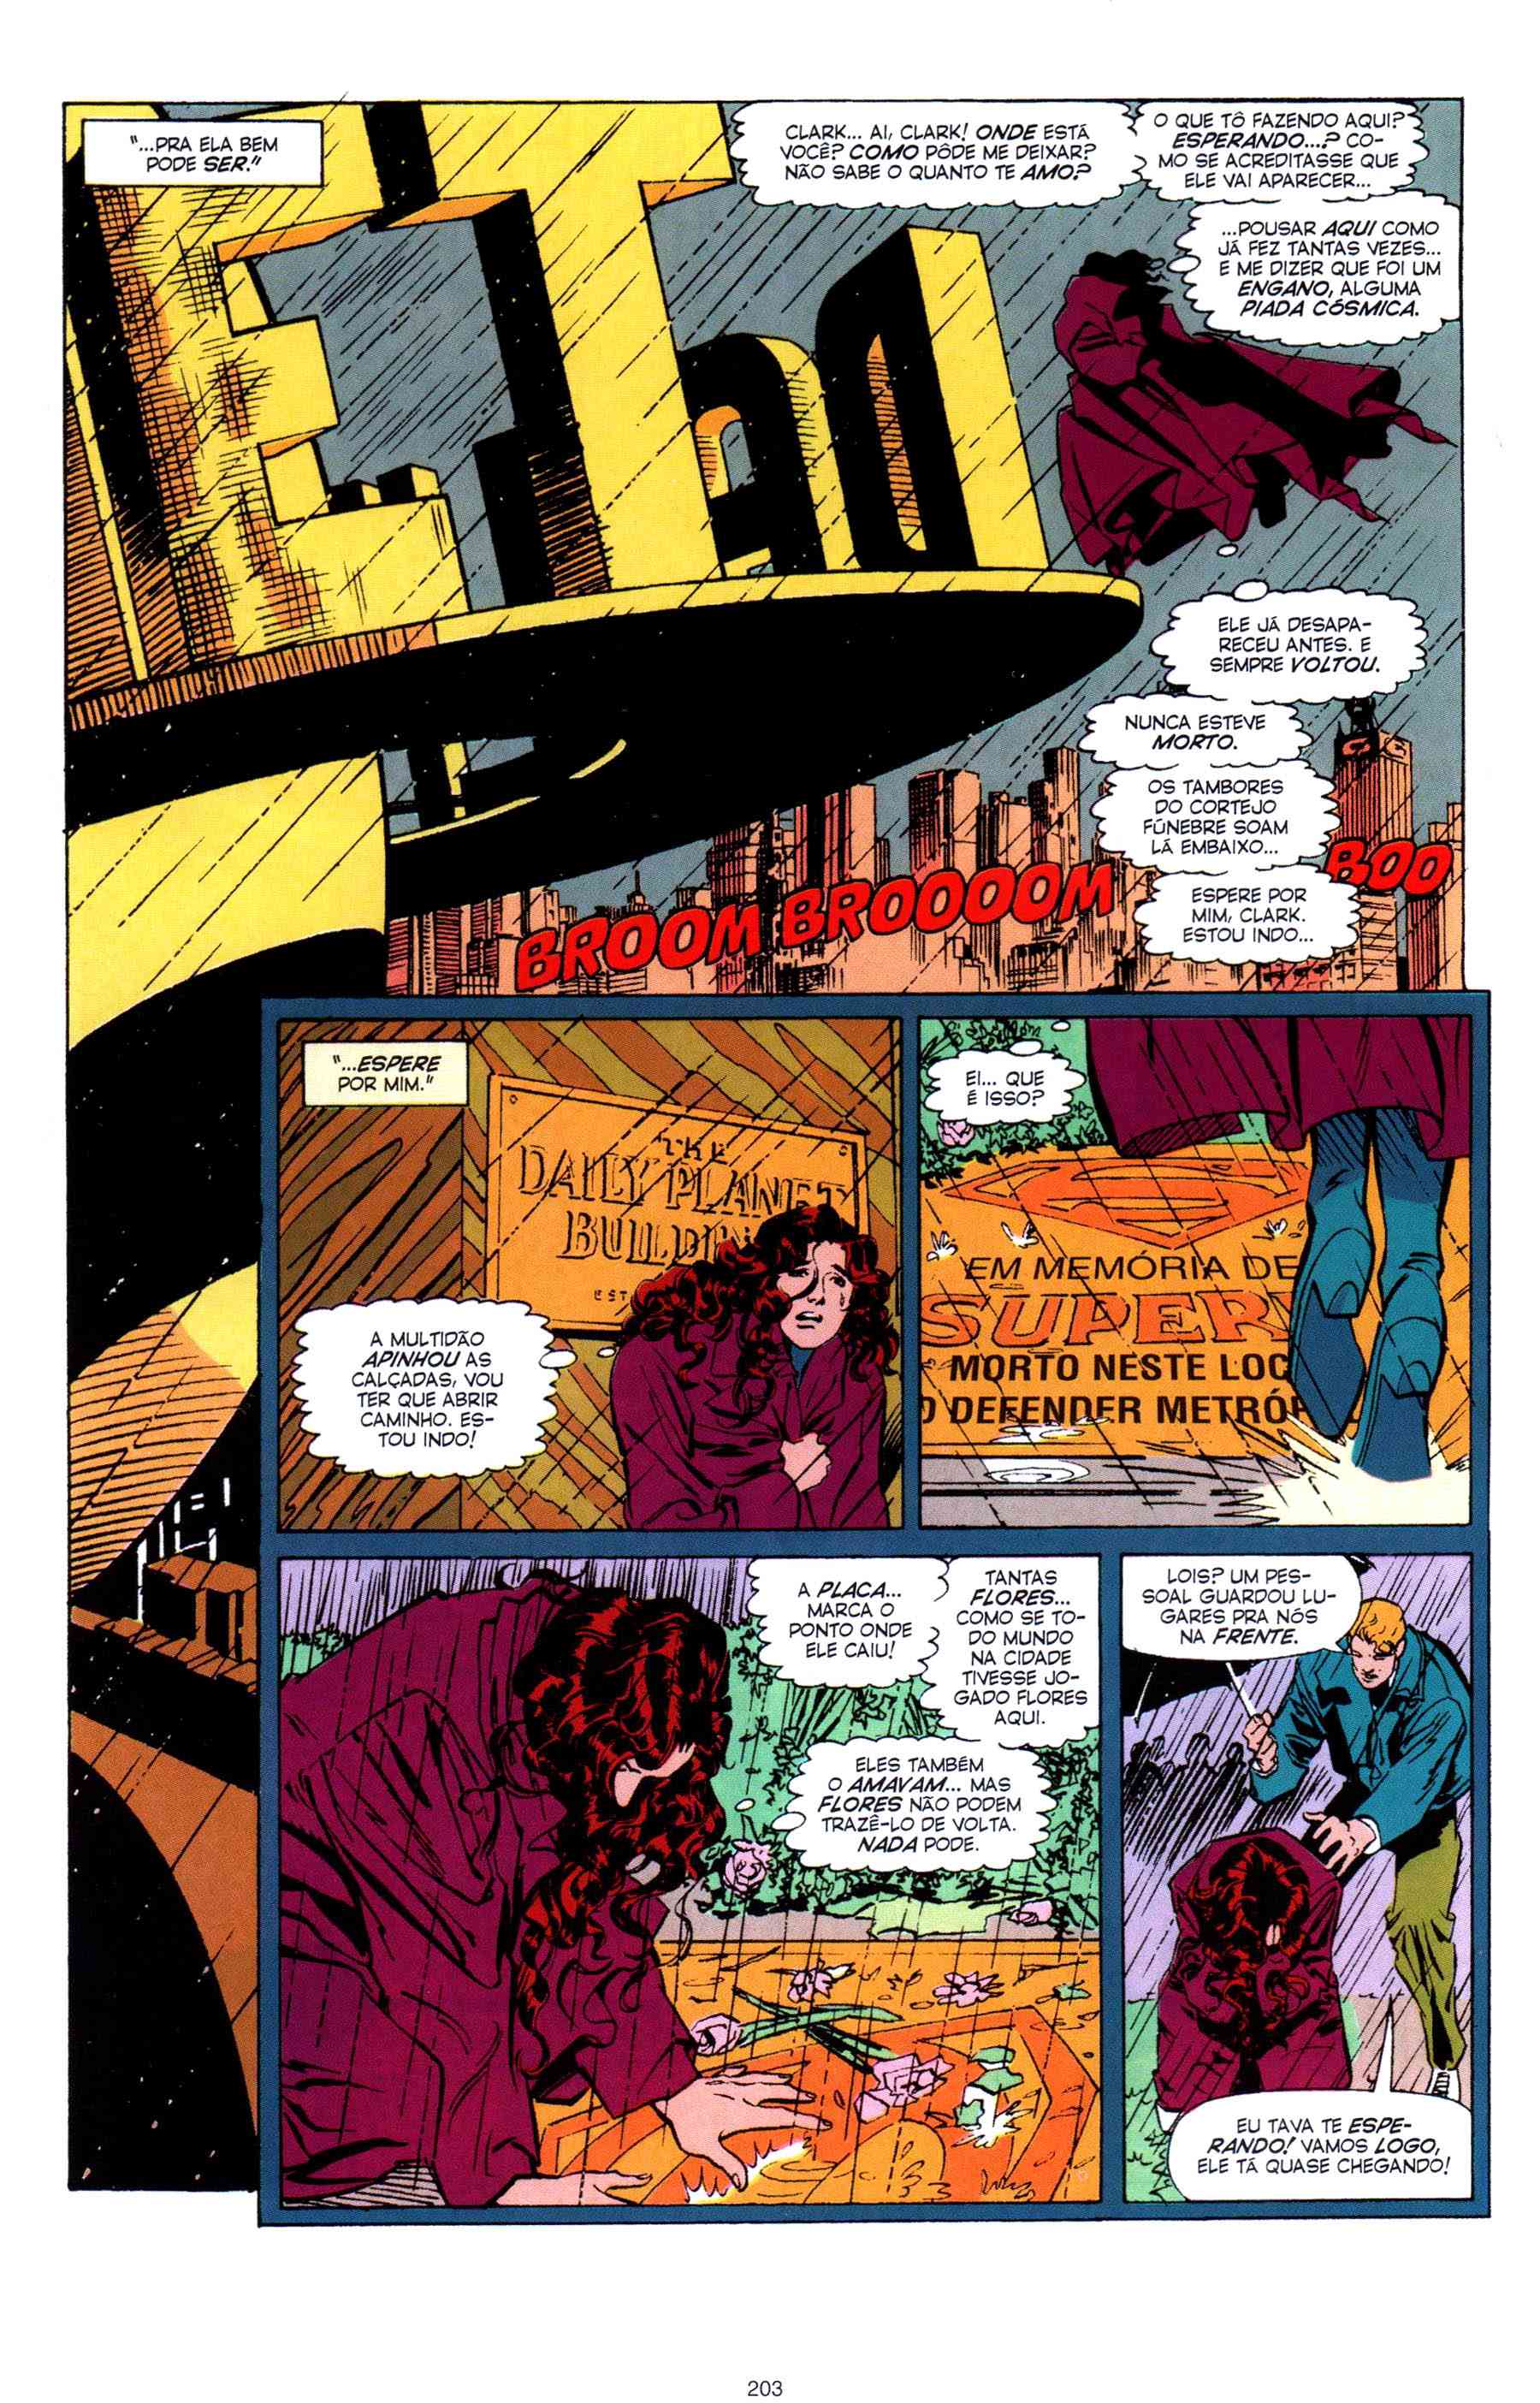 "...PRA ELA BEM
PODE SER."
ET
CLARK... AI, CLARK! ONDE ESTÁ
VOCÊ? COMO PÔDE ME DEIXAR?
NÃO SABE O QUANTO TE AMO?
O QUE TÔ FAZENDO AQUI?
ESPERANDO...? CO-
MO SE ACREDITASSE QUE
ELE VAI APARECER...
...POUSAR AQUI COMO
JÁ FEZ TANTAS VEZES...
E ME DIZER QUE FOI UM
ENGANO, ALGUMA
PIADA CÓSMICA.
ELE JÁ DESAPA-
RECEU ANTES. E
SEMPRE VOLTOU.
NUNCA ESTEVE
MORTO.
OS TAMBORES
DO CORTEJO
FÚNEBRE SOAM
LÁ EMBAIXO...
ESPERE POR
MIM, CLARK.
ESTOU INDO...
BROOM BROOOOM BOO
"...ESPERE
POR MIM."
THE
DAILY PLANET
BUILDIN
EST
A MULTIDÃO
APINHOU AS
CALÇADAS, VOU
TER QUE ABRIR
CAMINHO. ES-
TOU INDO!
EI... QUE
É ISSO?
EM MEMÓRIA DE
SUPER
MORTO NESTE LOC
O DEFENDER METRÓP
A PLACA...
MARCA O
PONTO ONDE
ELE CAIU!
TANTAS
FLORES...
COMO SE TO-
DO MUNDO
NA CIDADE
TIVESSE JO-
GADO FLORES
AQUI.
ELES TAMBÉM
O AMAVAM... MAS
FLORES NÃO PODEM
TRAZÊ-LO DE VOLTA.
NADA PODE.
LOIS? UM PES-
SOAL GUARDOU LU-
GARES PRA NÓS
NA FRENTE.
EU TAVA TE ESPE-
RANDO! VAMOS LOGO,
ELE TÁ QUASE CHEGANDO!
203